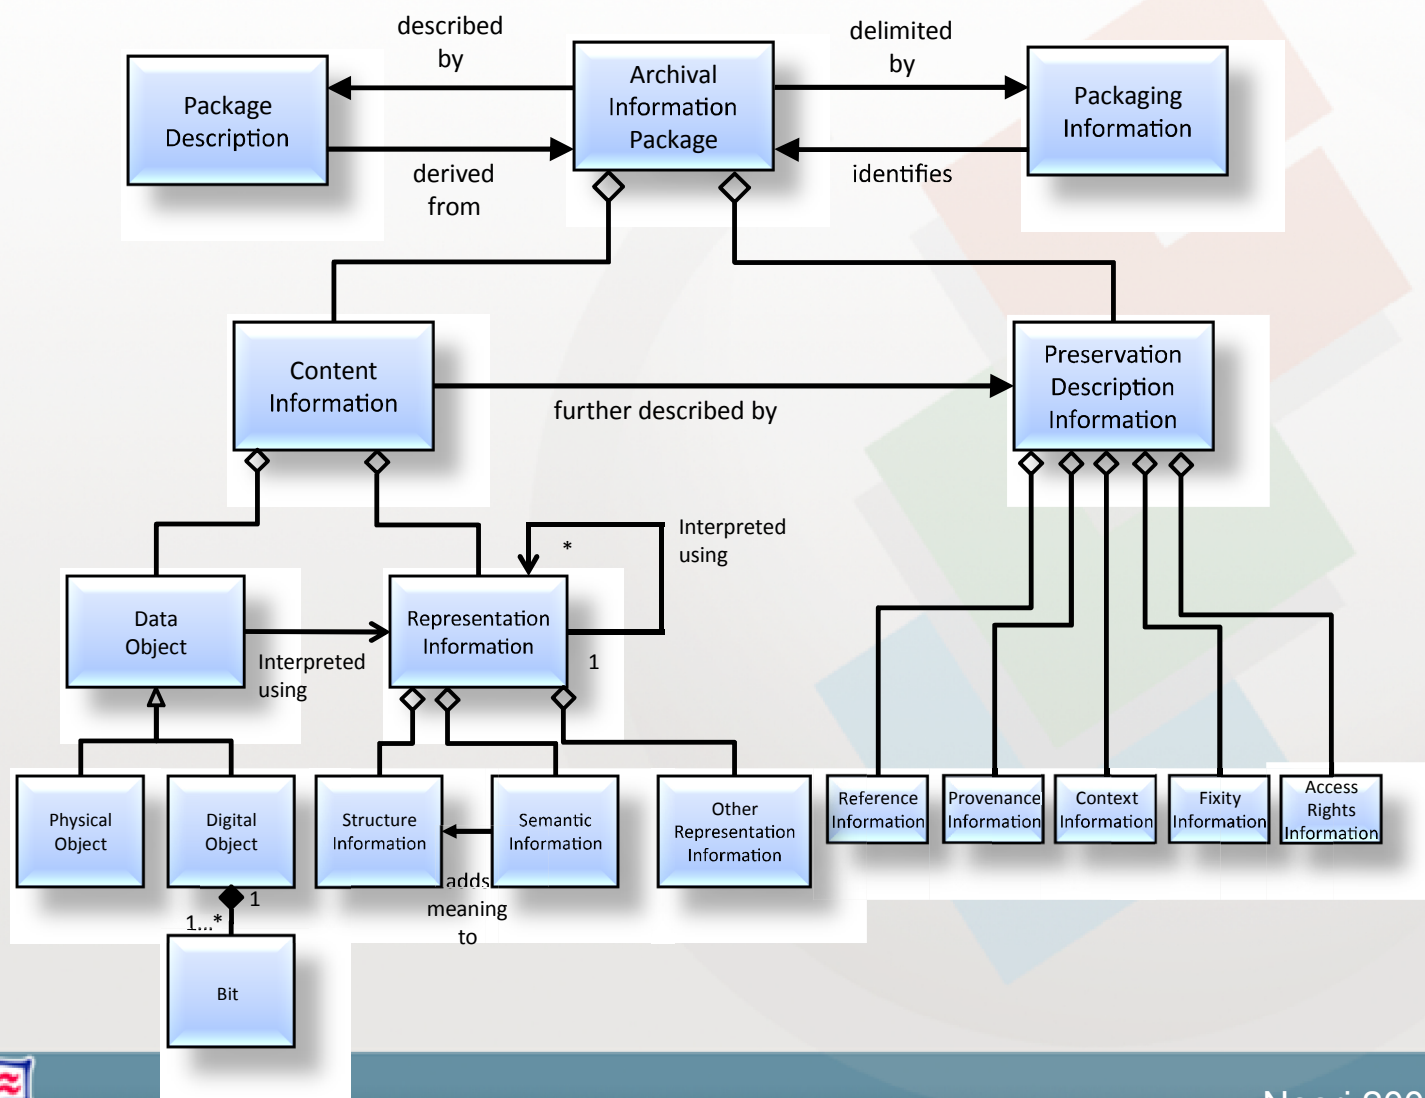 described
by
delimited
by
Package
Description
Archival
Information
Package
Packaging
Information
derived
from
identifies
Content
Information
further described by
Preservation
Description
Information
*
Interpreted
using
Data
Object
Interpreted
using
Representation
Information
1
Physical
Object
Digital
Object
Structure
Information
Semantic
Information
adds
meaning
to
Other
Representation
Information
Reference
Information
Provenance
Information
Context
Information
Fixity
Information
Access
Rights
Information
1
1...*
Bit